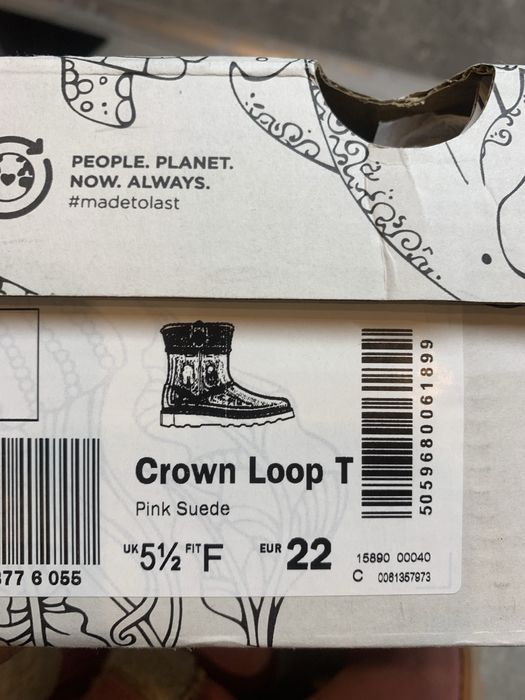 PEOPLE. PLANET.
NOW. ALWAYS.
#madetolast
Crown Loop T
Pink Suede
UK 5½ FIT F EUR 22
5059680061899
15890 00040
C 0081357973
77 6 055